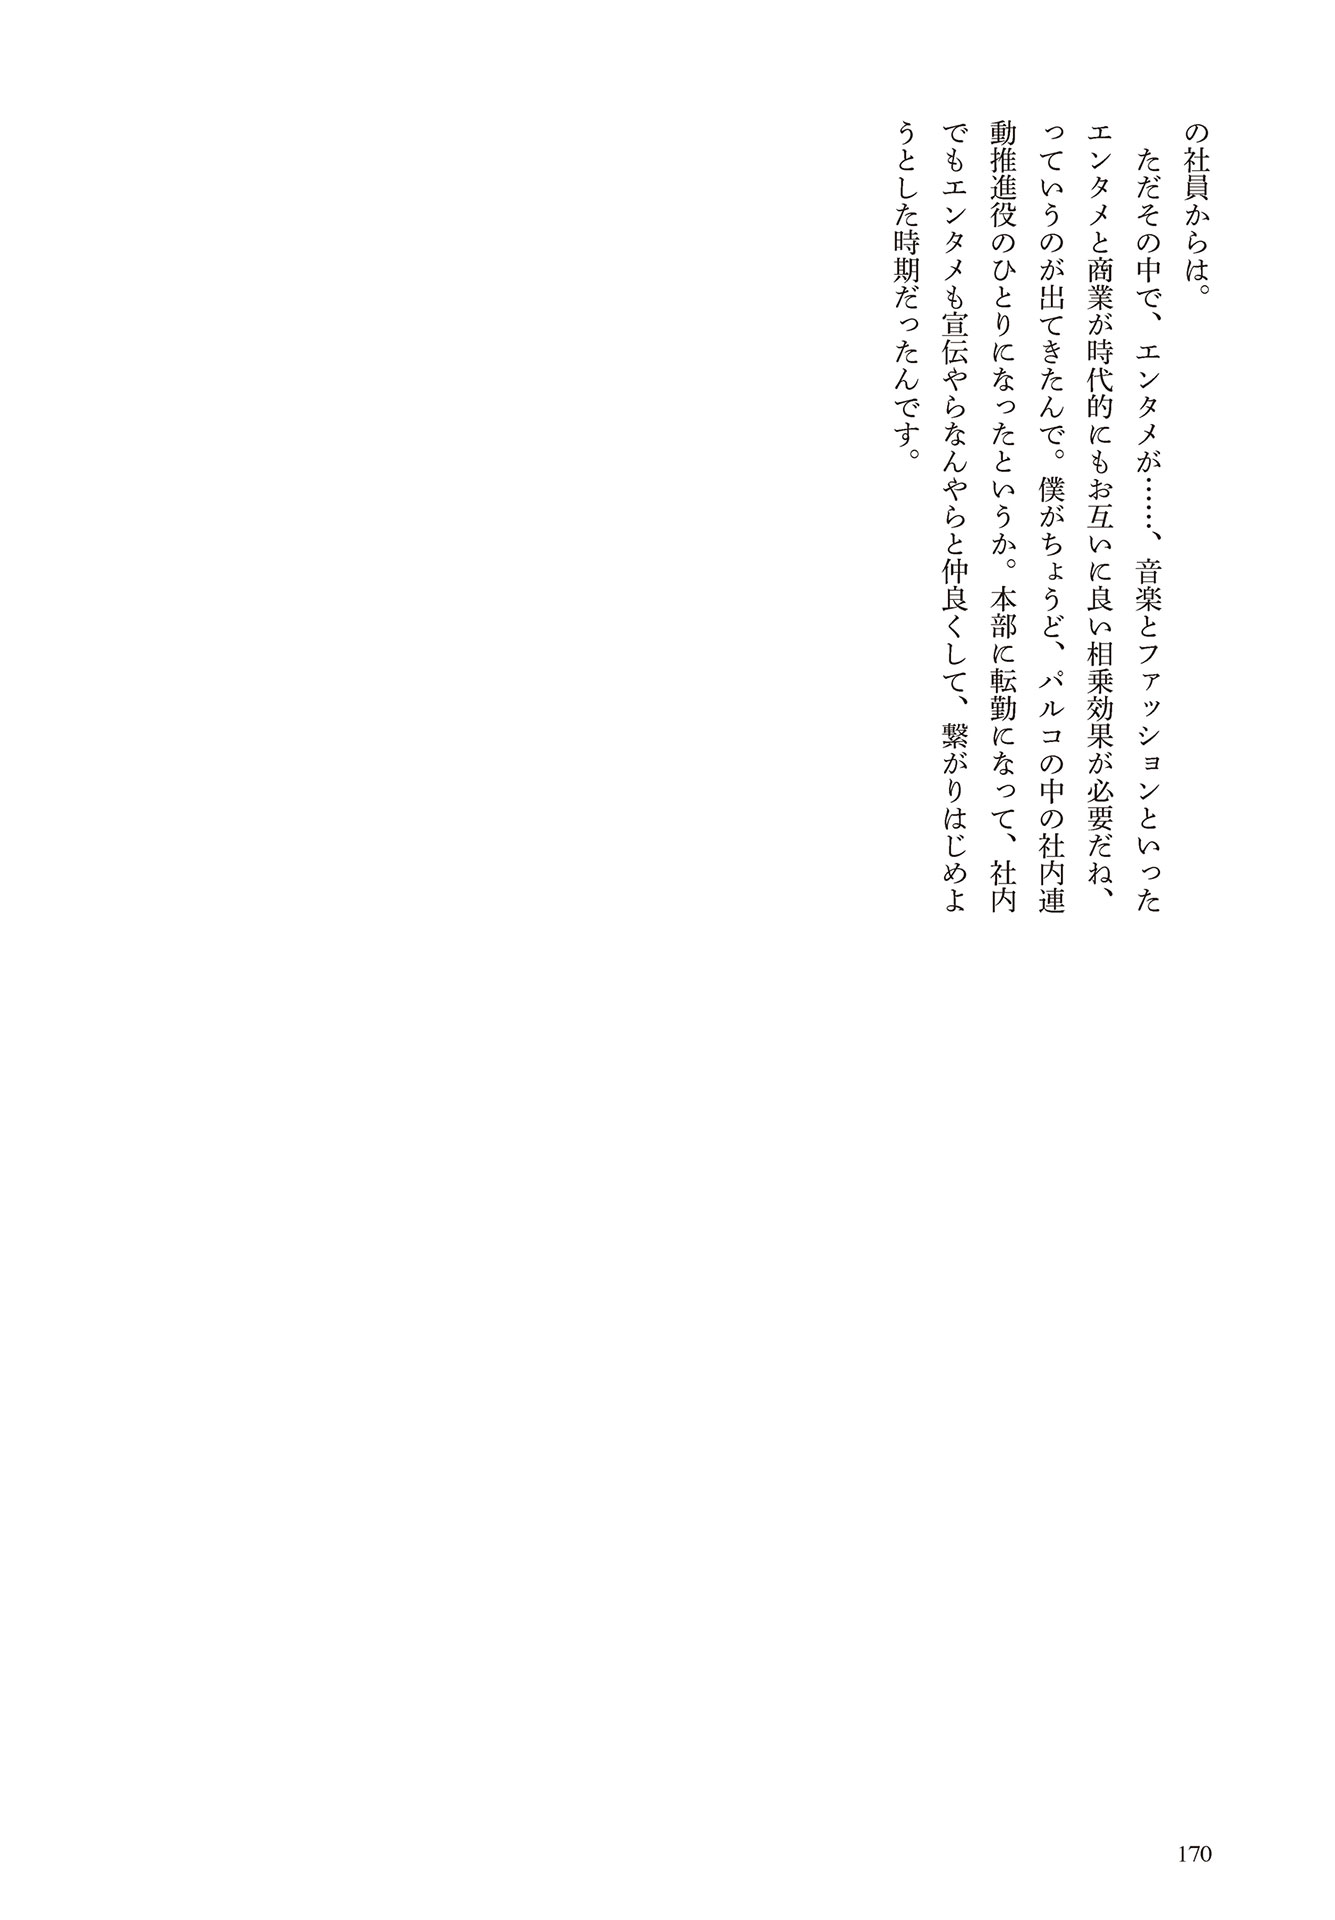 の社員からは。
　ただその中で、エンタメが……、音楽とファッションといった
エンタメと商業が時代的にもお互いに良い相乗効果が必要だね、
っていうのが出てきたんで。僕がちょうど、パルコの中の社内連
動推進役のひとりになったというか。本部に転勤になって、社内
でもエンタメも宣伝やらなんやらと仲良くして、繋がりはじめよ
うとした時期だったんです。
170